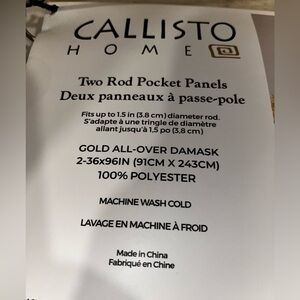 CALLISTO
HOME
Two Rod Pocket Panels
Deux panneaux à passe-pole
Fits up to 1.5 in (3.8 cm) diameter rod.
S'adapte à une tringle de diamètre
allant jusqu'à 1,5 po (3,8 cm)
GOLD ALL-OVER DAMASK
2-36x96IN (91CM X 243CM)
100% POLYESTER
MACHINE WASH COLD
LAVAGE EN MACHINE À FROID
Made in China
Fabriqué en Chine